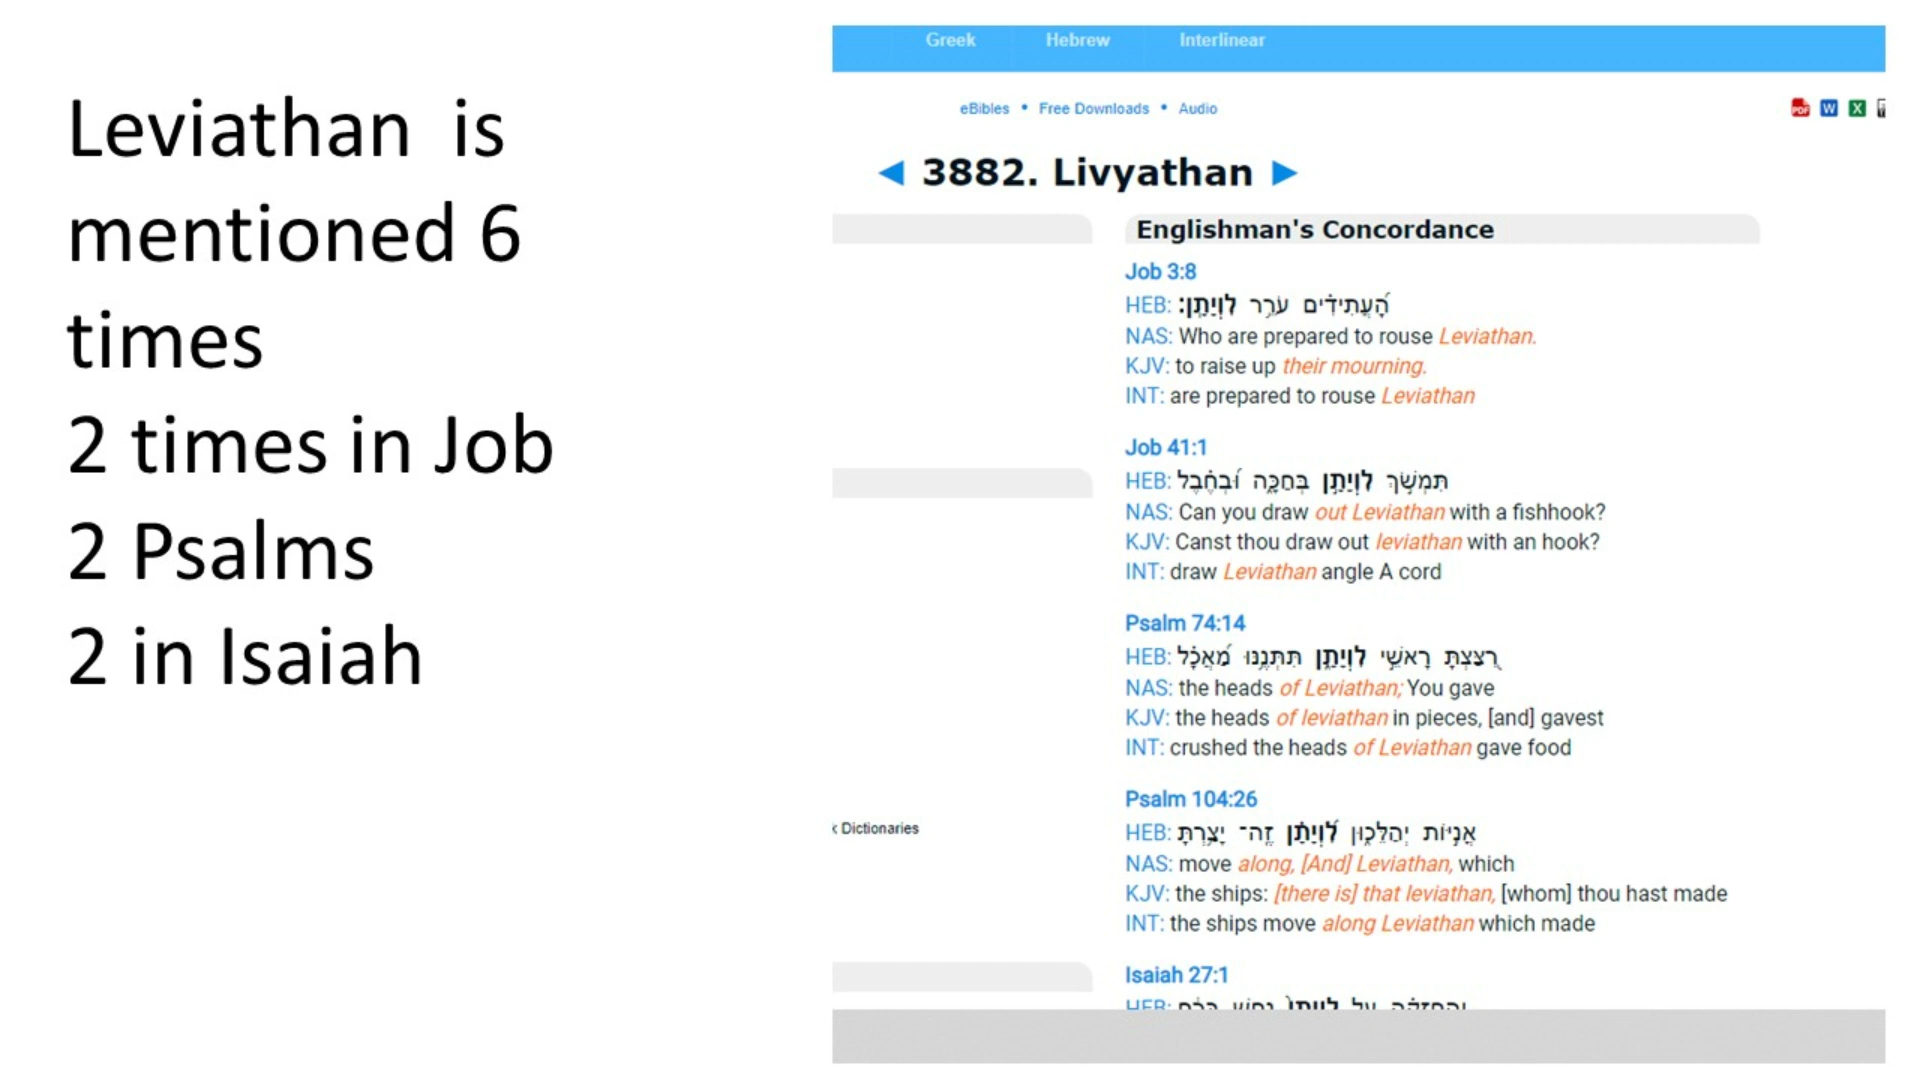 Leviathan is
mentioned 6
times
2 times in Job
2 Psalms
2 in Isaiah
Greek Hebrew Interlinear
eBibles • Free Downloads • Audio
◄ 3882. Livyathan ►
Englishman's Concordance
Job 3:8
HEB: הָ֝עֲתִידִ֗ים עֹרֵ֥ר לִוְיָתָֽן׃
NAS: Who are prepared to rouse Leviathan.
KJV: to raise up their mourning.
INT: are prepared to rouse Leviathan
Job 41:1
HEB: תִּמְשֹׁ֣ךְ לִוְיָתָ֣ן בְּחַכָּ֑ה וּ֝בְחֶ֗בֶל
NAS: Can you draw out Leviathan with a fishhook?
KJV: Canst thou draw out leviathan with an hook?
INT: draw Leviathan angle A cord
Psalm 74:14
HEB: רִ֭צַּצְתָּ רָאשֵׁ֣י לִוְיָתָ֑ן תִּתְּנֶ֥נּוּ מַ֝אֲכָ֗ל
NAS: the heads of Leviathan; You gave
KJV: the heads of leviathan in pieces, [and] gavest
INT: crushed the heads of Leviathan gave food
Psalm 104:26
HEB: אֳנִיּ֣וֹת יְהַלֵּכ֑וּן לִ֝וְיָתָ֗ן זֶֽה־ יָצַ֥רְתָּ
NAS: move along, [And] Leviathan, which
KJV: the ships: [there is] that leviathan, [whom] thou hast made
INT: the ships move along Leviathan which made
Dictionaries
Isaiah 27:1
HEB: